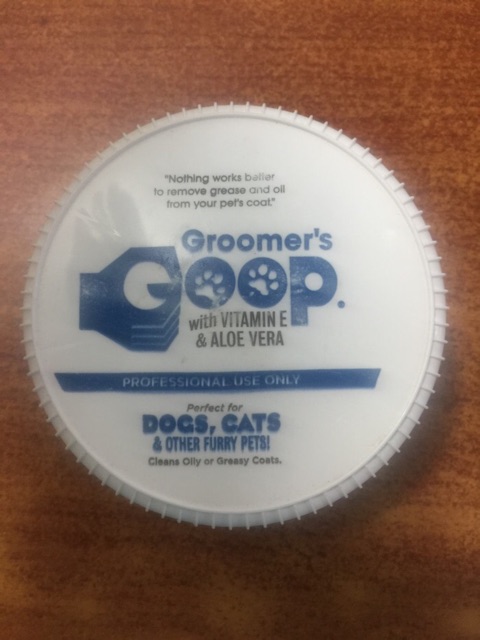 "Nothing works better
to remove grease and oil
from your pet's coat."
Groomer's
GOOP.
with VITAMIN E
& ALOE VERA
PROFESSIONAL USE ONLY
Perfect for
DOGS, CATS
& OTHER FURRY PETS!
Cleans Oily or Greasy Coats.